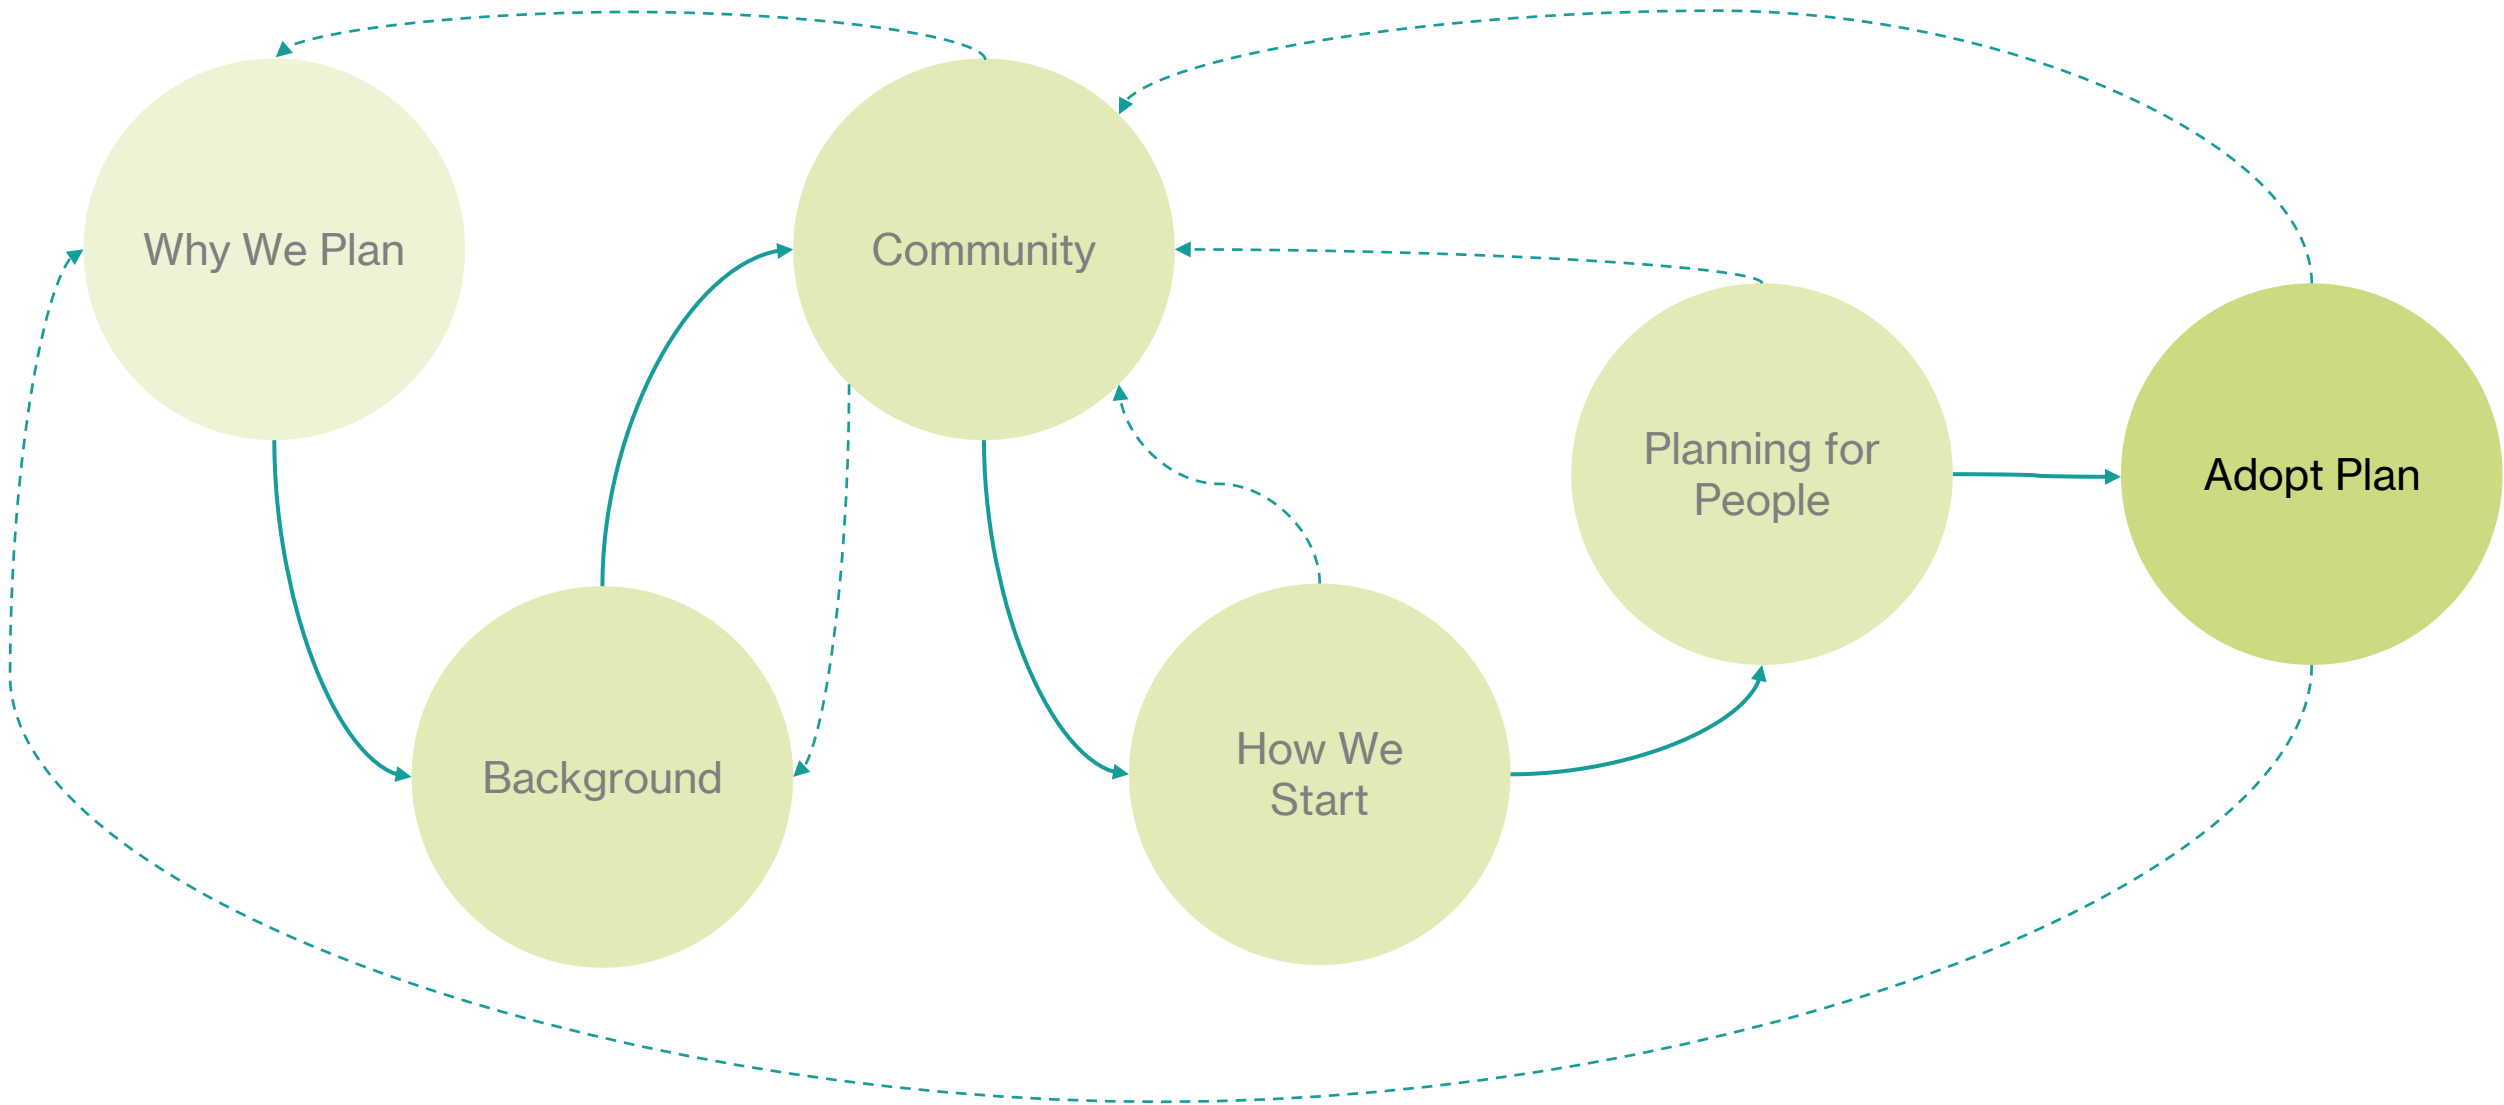 Why We Plan
Community
Planning for
People
Adopt Plan
Background
How We
Start